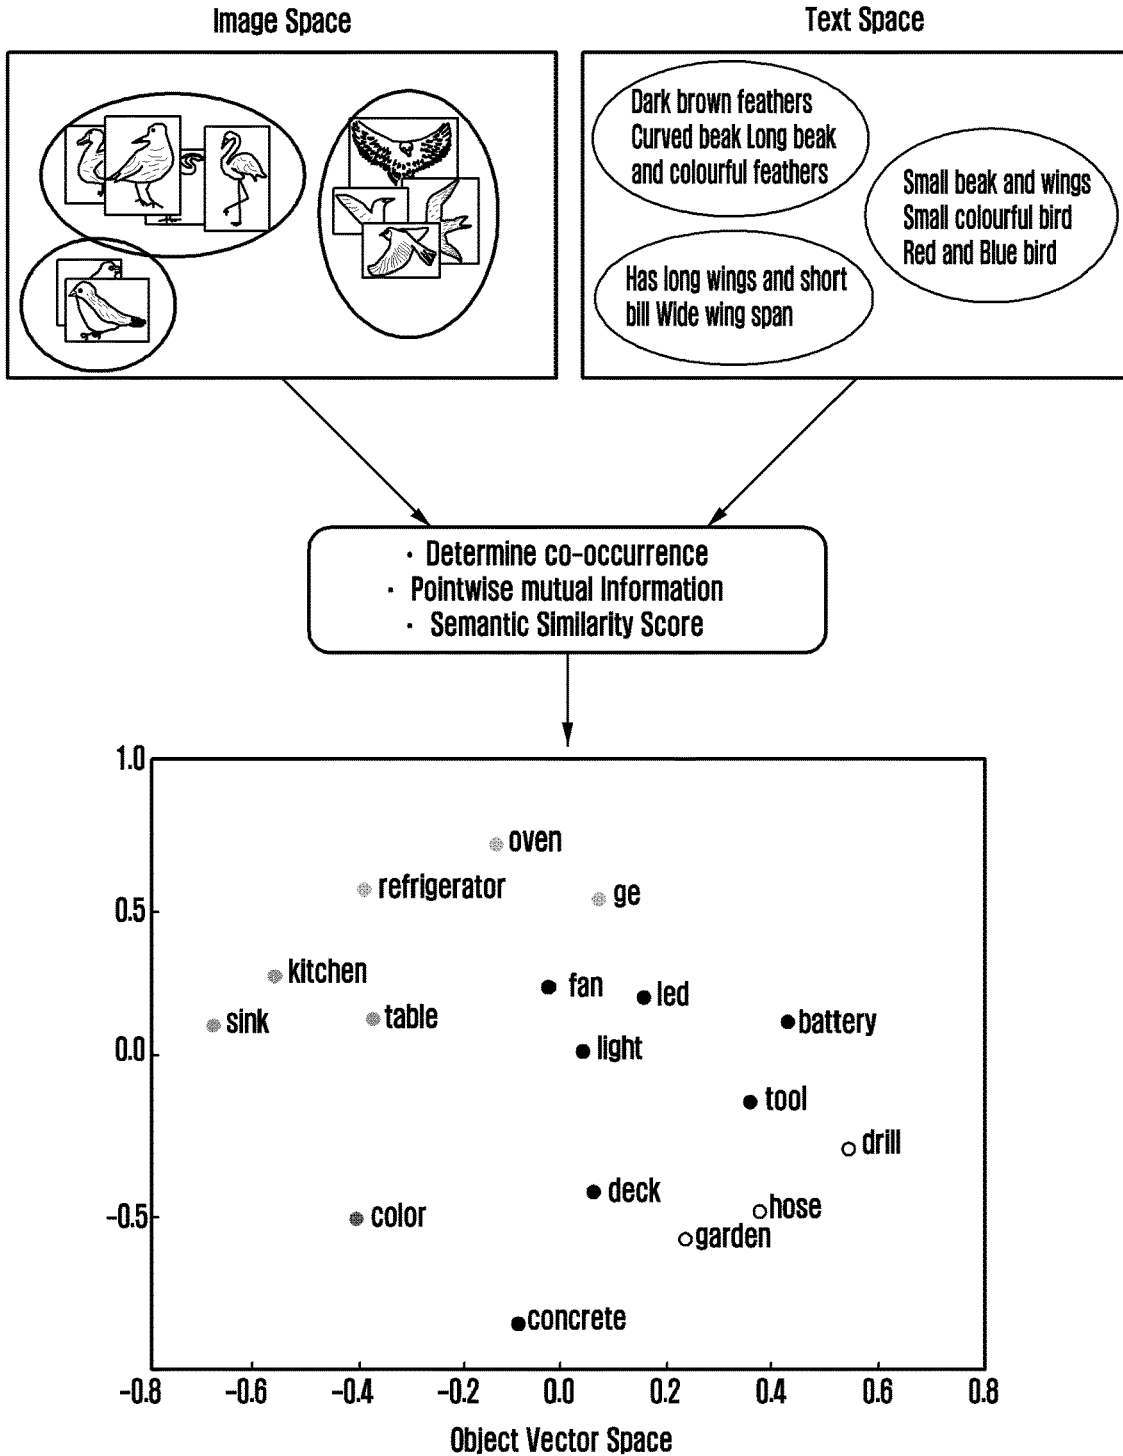 Image Space
Text Space
Dark brown feathers
Curved beak Long beak
and colourful feathers
Small beak and wings
Small colourful bird
Red and Blue bird
Has long wings and short
bill Wide wing span
· Determine co-occurrence
· Pointwise mutual Information
· Semantic Similarity Score
1.0
oven
refrigerator
ge
0.5
kitchen
fan
led
sink
table
battery
0.0
light
tool
drill
deck
-0.5
color
hose
garden
concrete
-0.8 -0.6 -0.4 -0.2 0.0 0.2 0.4 0.6 0.8
Object Vector Space